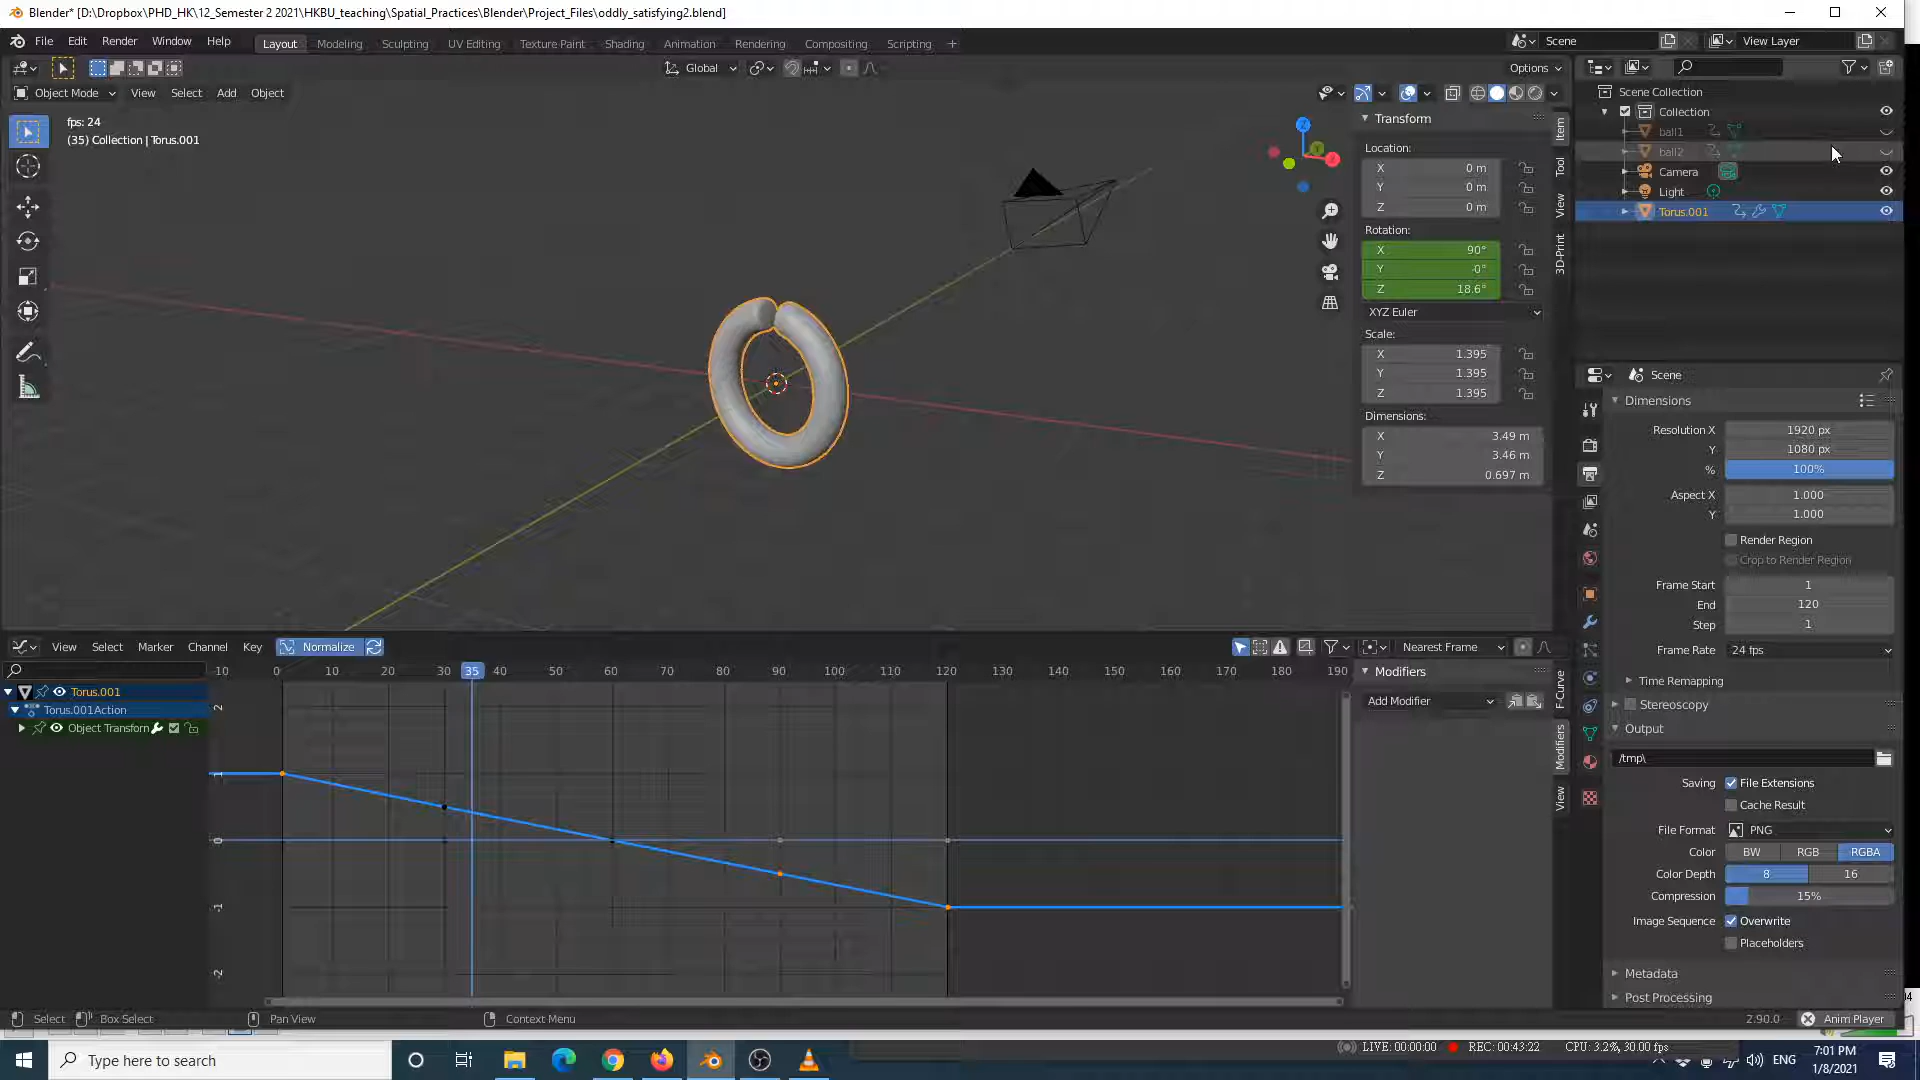 Blender* [D:\Dropbox\PHD_HK\12_Semester 2 2021\HKBU_teaching\Spatial_Practices\Blender\Project_Files\oddly_satisfying2.blend]
File Edit Render Window Help Layout Modeling Sculpting UV Editing Texture Paint Shading Animation Rendering Compositing Scripting + Scene View Layer
Global Options
Object Mode View Select Add Object
fps: 24
(35) Collection | Torus.001
Transform
Location:
X 0 m
Y 0 m
Z 0 m
Rotation:
X 90°
Y -0°
Z 18.6°
XYZ Euler
Scale:
X 1.395
Y 1.395
Z 1.395
Dimensions:
X 3.49 m
Y 3.46 m
Z 0.697 m
Item
Tool
View
3D-Print
Scene Collection
Collection
ball1
ball2
Camera
Light
Torus.001
Scene
Dimensions
Resolution X 1920 px
Y 1080 px
% 100%
Aspect X 1.000
Y 1.000
Render Region
Crop to Render Region
Frame Start 1
End 120
Step 1
Frame Rate 24 fps
Time Remapping
Stereoscopy
Output
/tmp\
Saving File Extensions
Cache Result
File Format PNG
Color BW RGB RGBA
Color Depth 8 16
Compression 15%
Image Sequence Overwrite
Placeholders
Metadata
Post Processing
View Select Marker Channel Key Normalize Nearest Frame
-10 0 10 20 30 35 40 50 60 70 80 90 100 110 120 130 140 150 160 170 180 190
Torus.001
Torus.001Action
Object Transform
2
1
0
-1
-2
Modifiers
Add Modifier
F-Curve
Modifiers
View
Select Box Select Pan View Context Menu 2.90.0 Anim Player
Type here to search
LIVE: 00:00:00 REC: 00:43:22 CPU: 3.2%, 30.00 fps
ENG
7:01 PM
1/8/2021